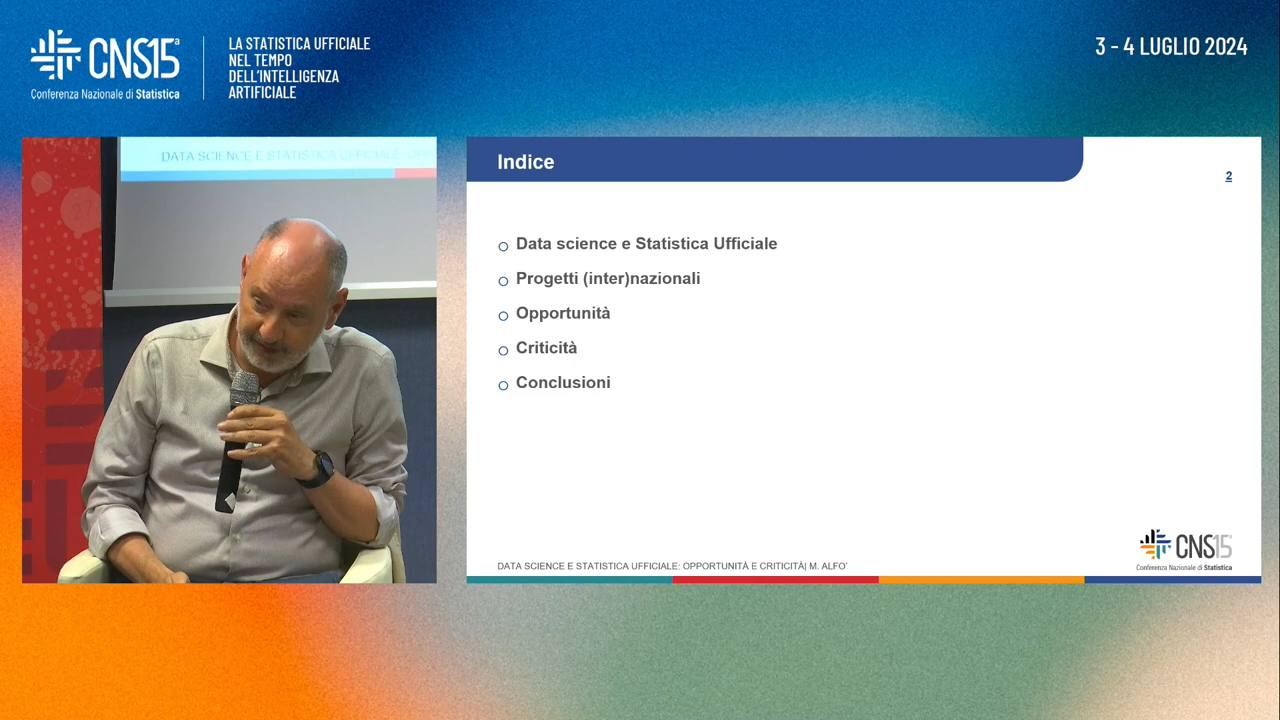 CNS15ª
Conferenza Nazionale di Statistica
LA STATISTICA UFFICIALE
NEL TEMPO
DELL'INTELLIGENZA
ARTIFICIALE
3 - 4 LUGLIO 2024
DATA SCIENCE E STATISTICA UFFICIALE: OPP
Indice
2
Data science e Statistica Ufficiale
Progetti (inter)nazionali
Opportunità
Criticità
Conclusioni
CNS15ª
Conferenza Nazionale di Statistica
DATA SCIENCE E STATISTICA UFFICIALE: OPPORTUNITÀ E CRITICITÀ| M. ALFO'